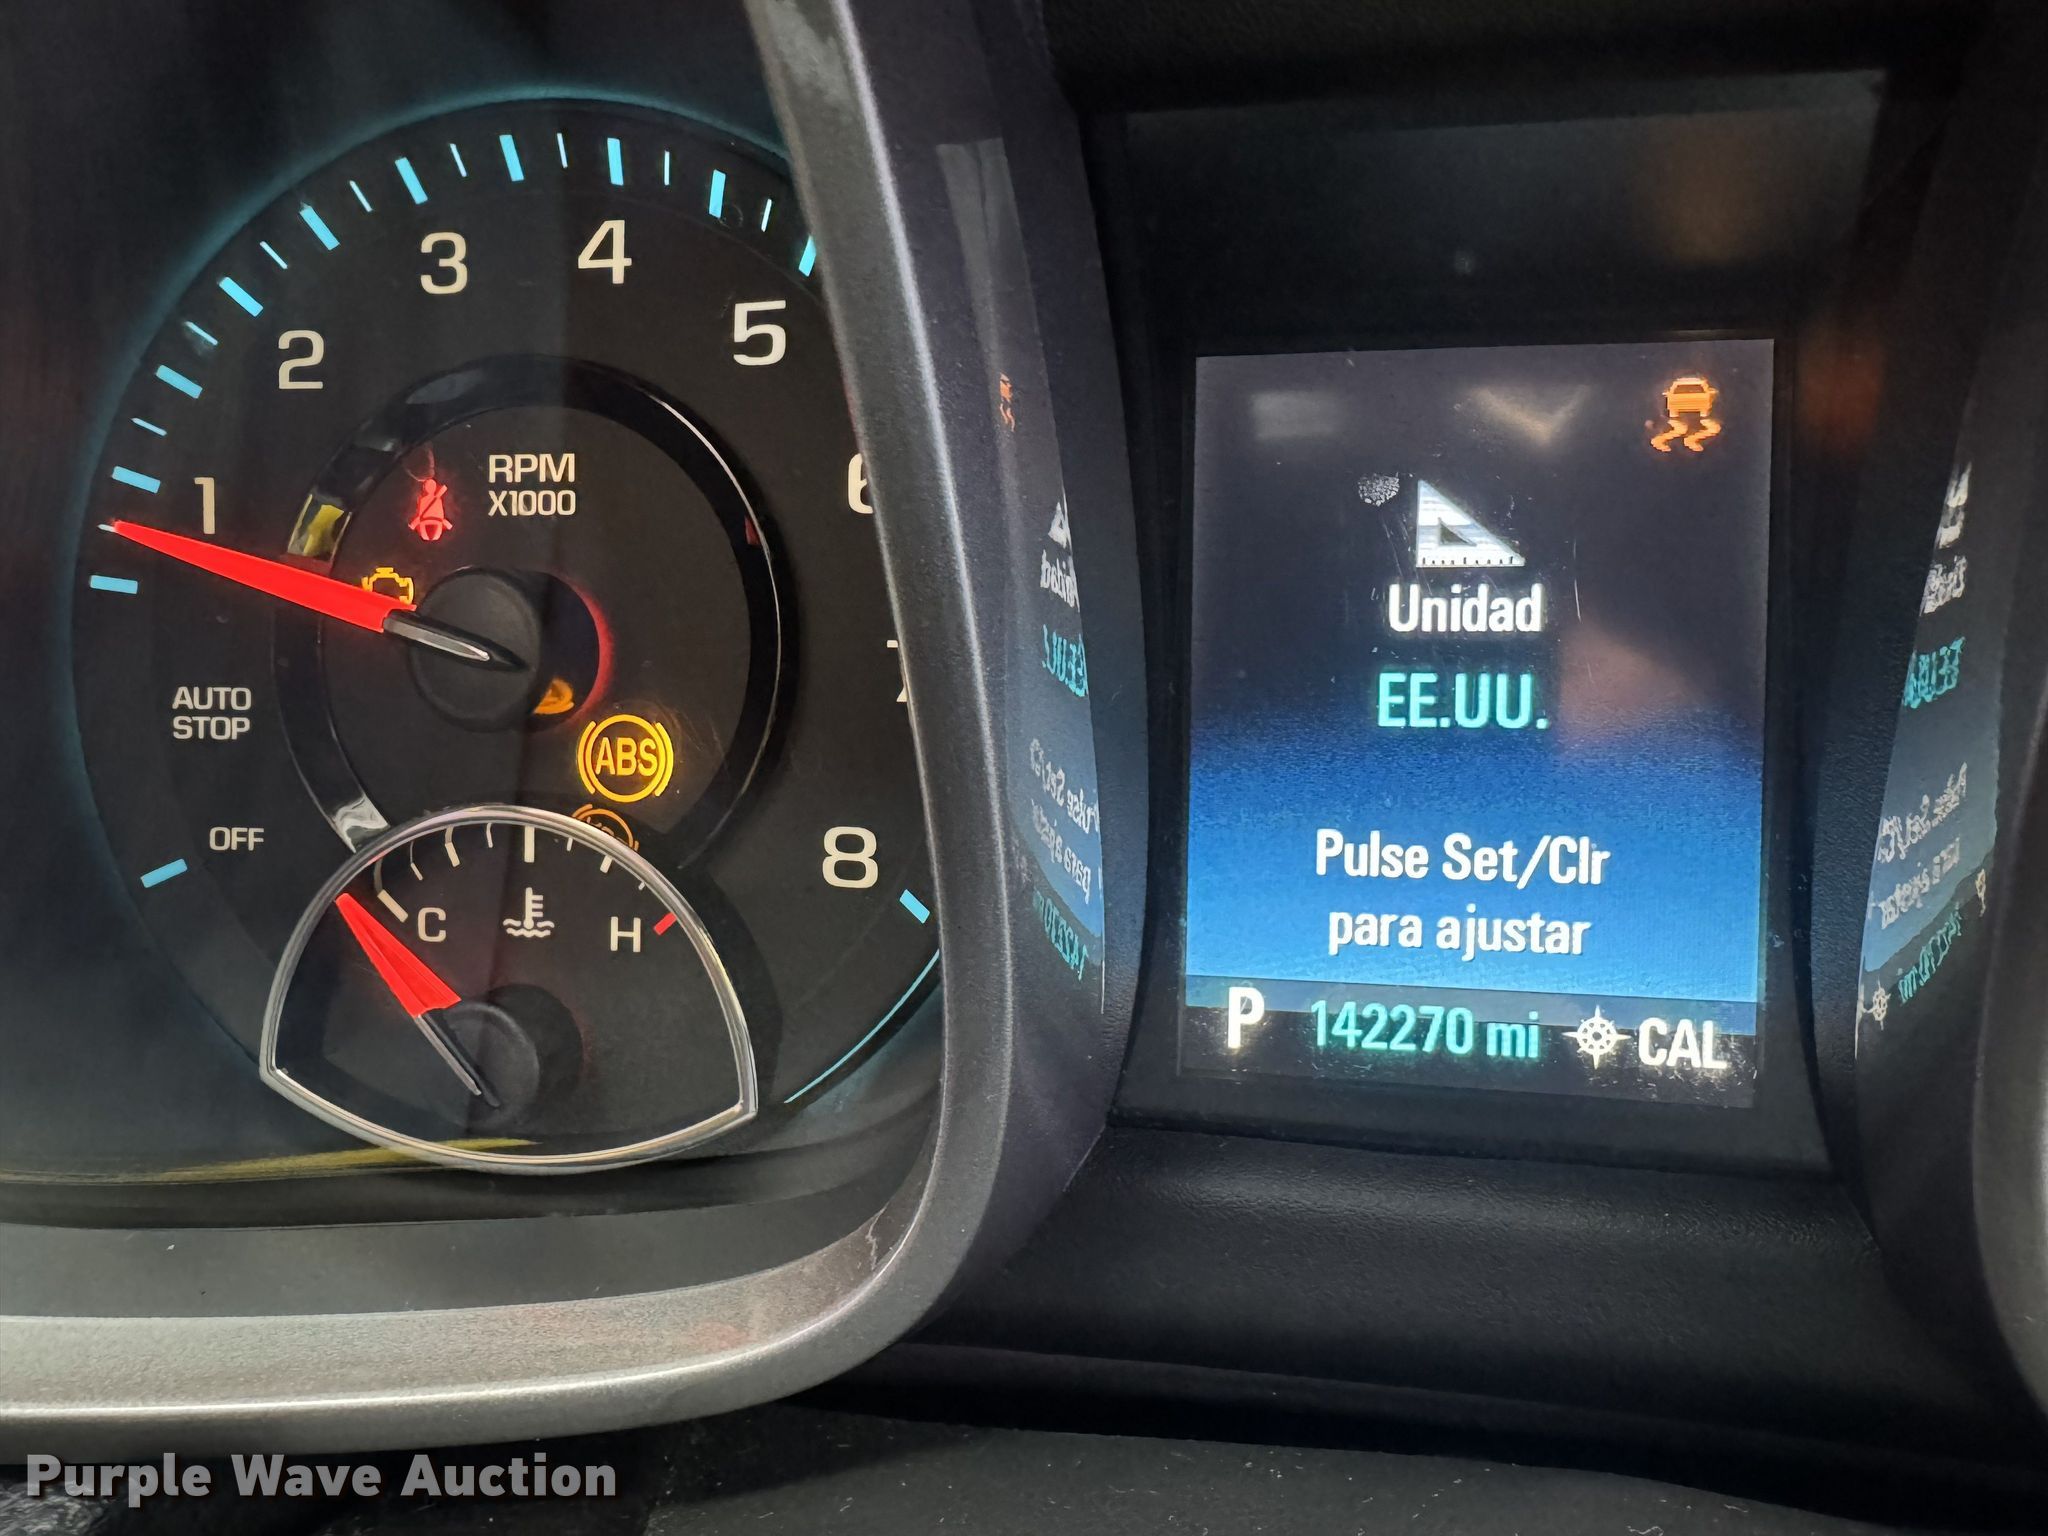 1
2
3
4
5
6
8
RPM
X1000
AUTO
STOP
OFF
ABS
C
H
Unidad
EE.UU.
Pulse Set/Clr
para ajustar
P 142270 mi CAL
Purple Wave Auction